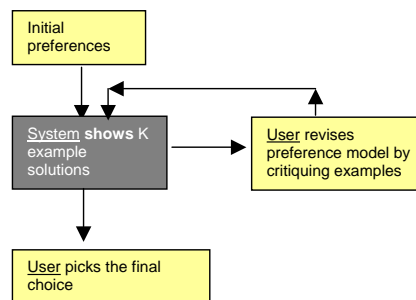 Initial
preferences
System shows K
example
solutions
User revises
preference model by
critiquing examples
User picks the final
choice